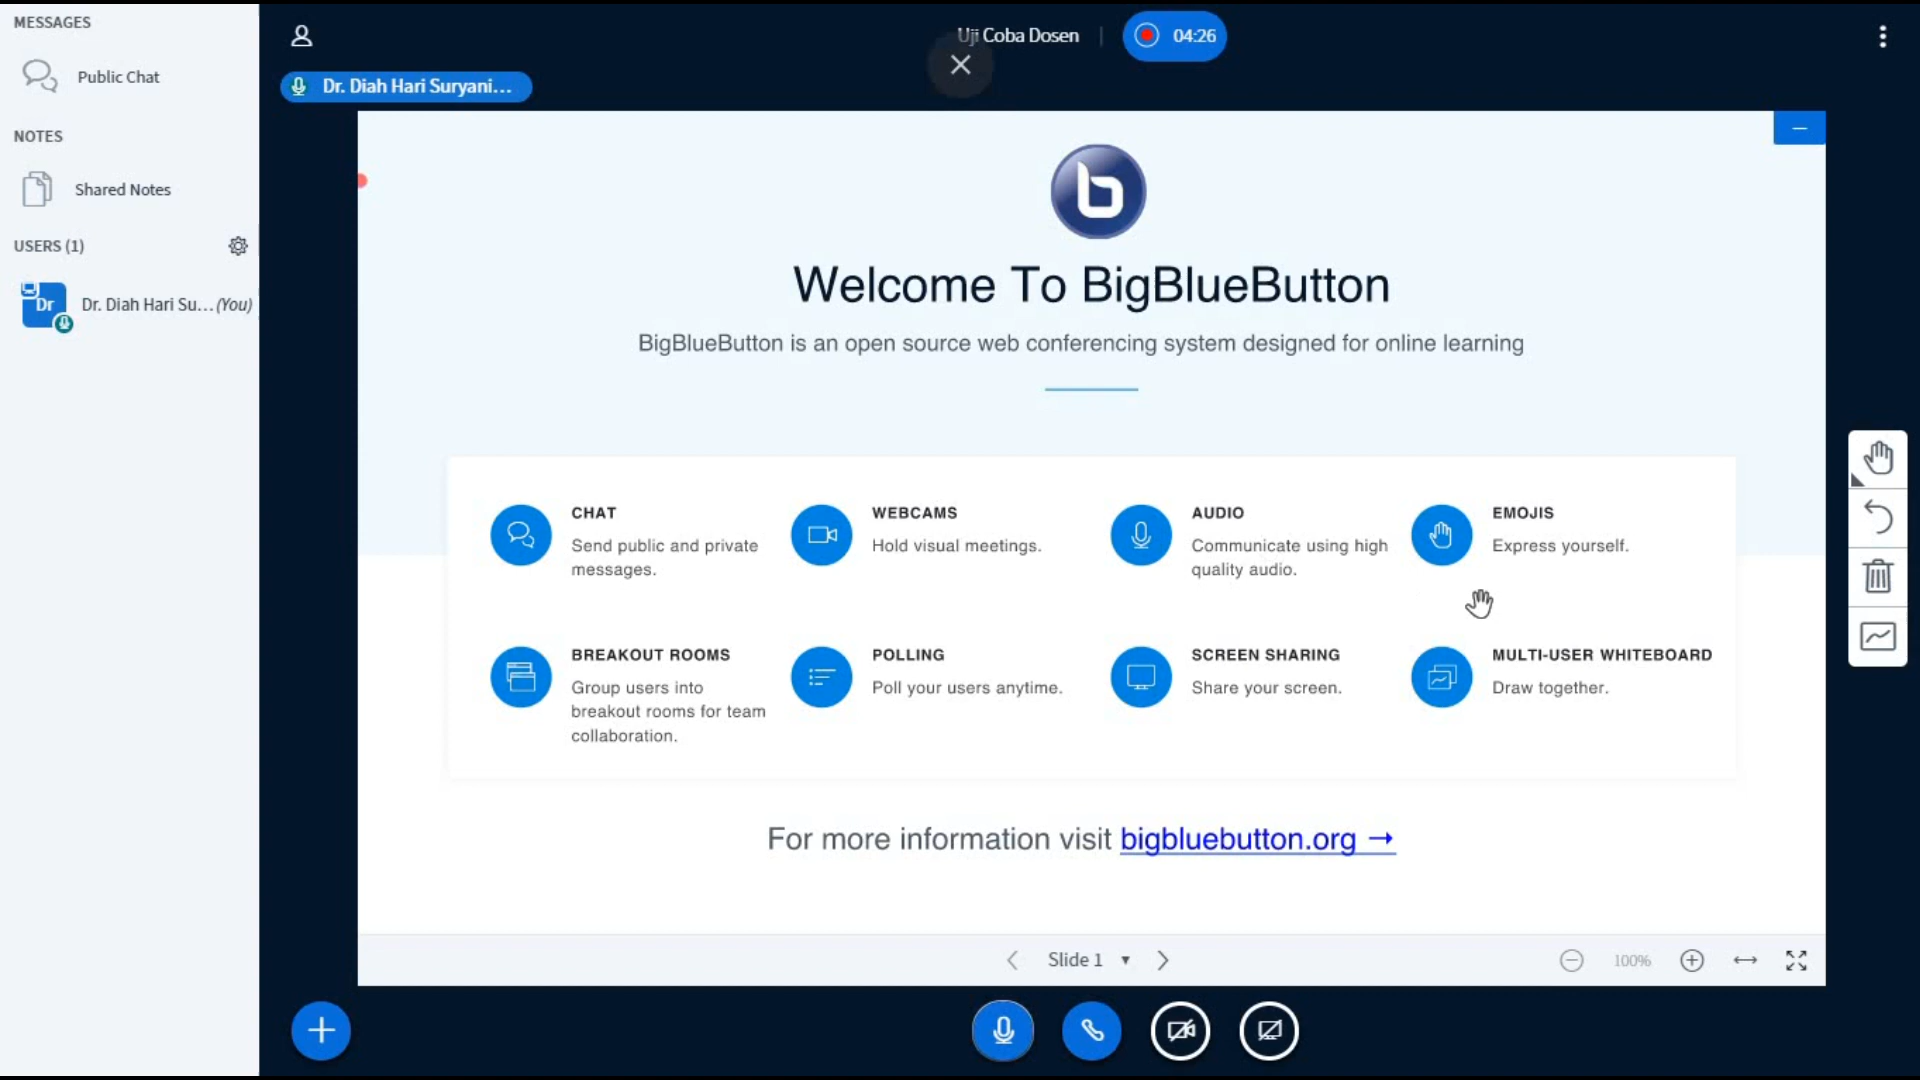 MESSAGES
Public Chat
NOTES
Shared Notes
USERS (1)
Dr
Dr. Diah Hari Su... (You)
Uji Coba Dosen
04:26
Dr. Diah Hari Suryani...
Welcome To BigBlueButton
BigBlueButton is an open source web conferencing system designed for online learning
CHAT
Send public and private
messages.
WEBCAMS
Hold visual meetings.
AUDIO
Communicate using high
quality audio.
EMOJIS
Express yourself.
BREAKOUT ROOMS
Group users into
breakout rooms for team
collaboration.
POLLING
Poll your users anytime.
SCREEN SHARING
Share your screen.
MULTI-USER WHITEBOARD
Draw together.
For more information visit bigbluebutton.org →
Slide 1
100%